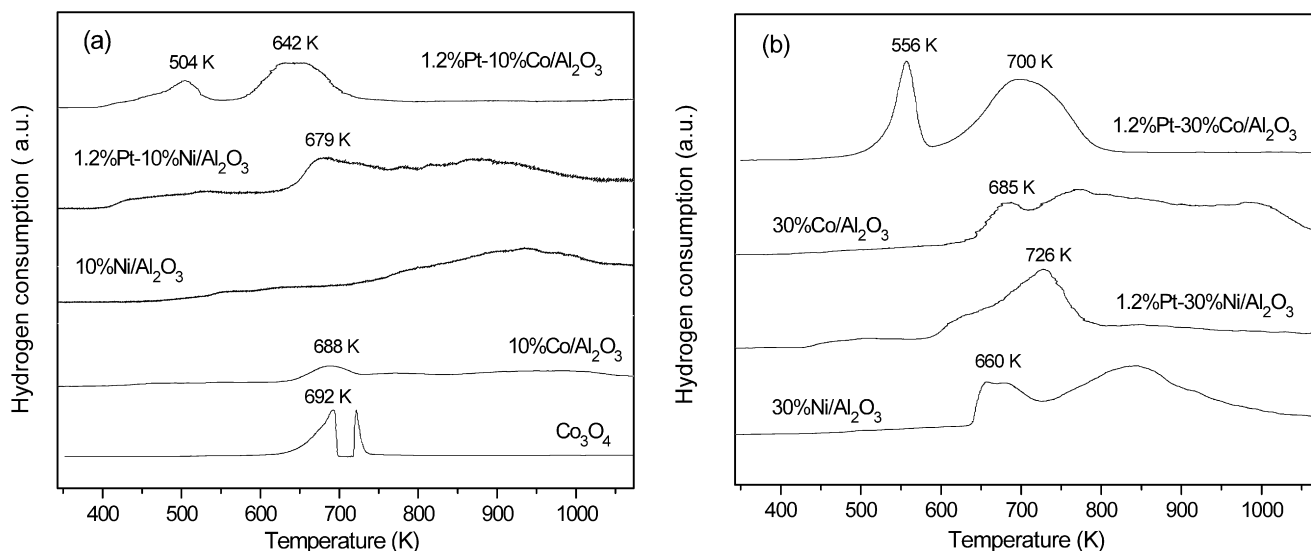 (a)
504 K
642 K
1.2%Pt-10%Co/Al2O3
679 K
1.2%Pt-10%Ni/Al2O3
10%Ni/Al2O3
688 K
10%Co/Al2O3
692 K
Co3O4
Hydrogen consumption ( a.u.)
400 500 600 700 800 900 1000
Temperature (K)
(b)
556 K
700 K
1.2%Pt-30%Co/Al2O3
685 K
30%Co/Al2O3
726 K
1.2%Pt-30%Ni/Al2O3
660 K
30%Ni/Al2O3
Hydrogen consumption (a.u.)
400 500 600 700 800 900 1000
Temperature (K)